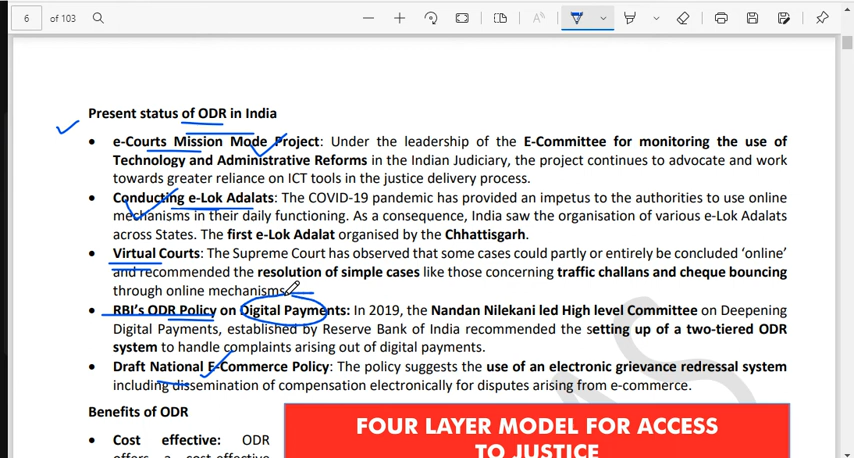 6 of 103
Present status of ODR in India
• e-Courts Mission Mode Project: Under the leadership of the E-Committee for monitoring the use of
Technology and Administrative Reforms in the Indian Judiciary, the project continues to advocate and work
towards greater reliance on ICT tools in the justice delivery process.
• Conducting e-Lok Adalats: The COVID-19 pandemic has provided an impetus to the authorities to use online
mechanisms in their daily functioning. As a consequence, India saw the organisation of various e-Lok Adalats
across States. The first e-Lok Adalat organised by the Chhattisgarh.
• Virtual Courts: The Supreme Court has observed that some cases could partly or entirely be concluded ‘online’
and recommended the resolution of simple cases like those concerning traffic challans and cheque bouncing
through online mechanisms
• RBI’s ODR Policy on Digital Payments: In 2019, the Nandan Nilekani led High level Committee on Deepening
Digital Payments, established by Reserve Bank of India recommended the setting up of a two-tiered ODR
system to handle complaints arising out of digital payments.
• Draft National E-Commerce Policy: The policy suggests the use of an electronic grievance redressal system
including dissemination of compensation electronically for disputes arising from e-commerce.
Benefits of ODR
• Cost effective: ODR
offers a cost-effective
FOUR LAYER MODEL FOR ACCESS
TO JUSTICE